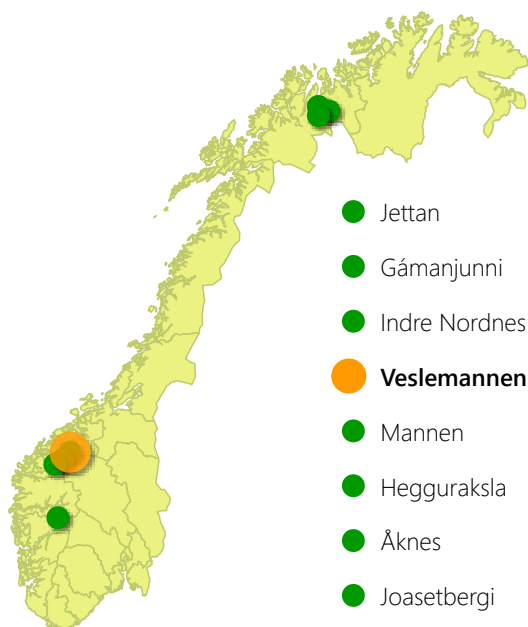 Jettan
Gámanjunni
Indre Nordnes
Veslemannen
Mannen
Hegguraksla
Åknes
Joasetbergi